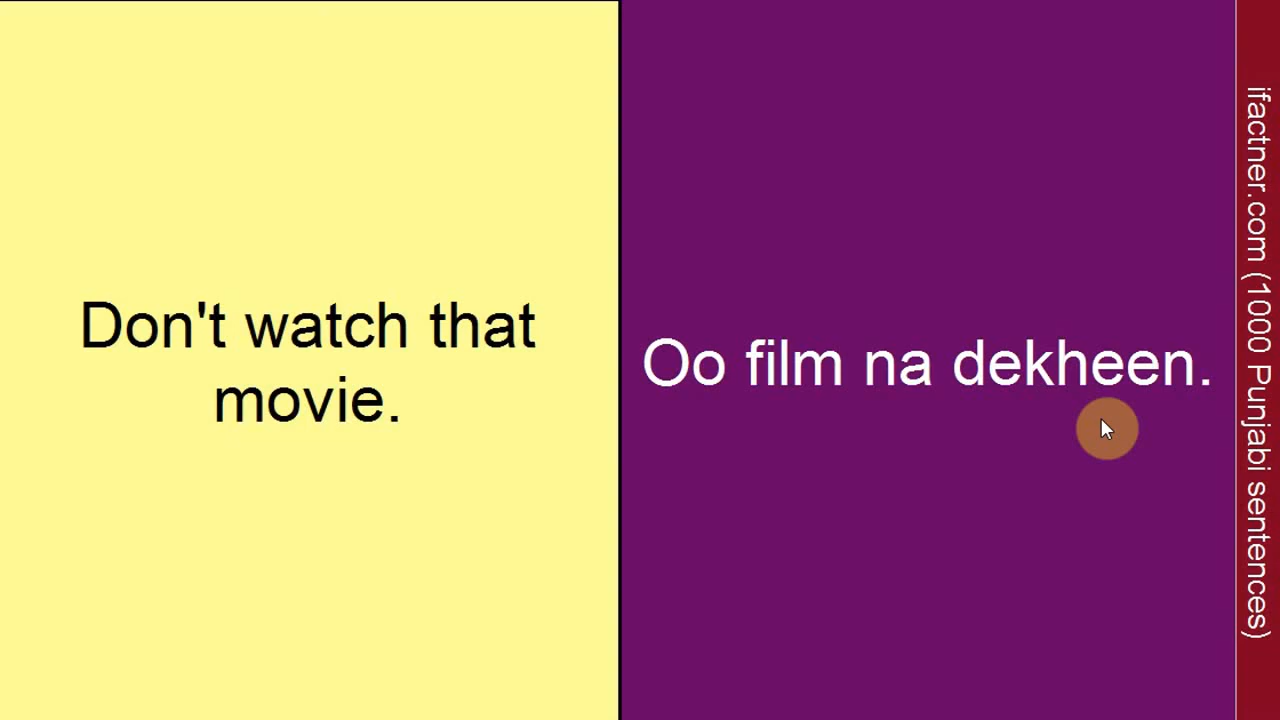 Don't watch that
movie.
Oo film na dekheen.
ifactner.com (1000 Punjabi sentences)